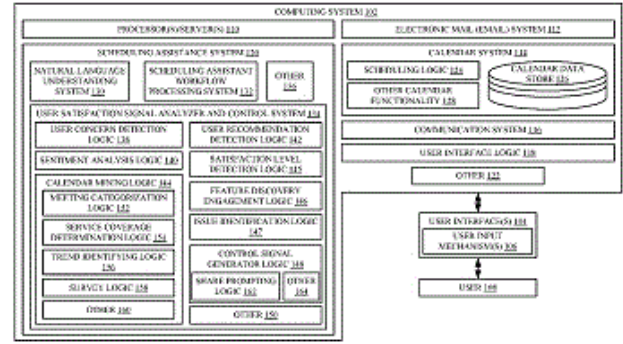 COMPUTING SYSTEM 102
PROCESSOR(S)/SERVER(S) 110
ELECTRONIC MAIL (EMAIL) SYSTEM 112
SCHEDULING ASSISTANCE SYSTEM 120
NATURAL LANGUAGE
UNDERSTANDING
SYSTEM 130
SCHEDULING ASSISTANT
WORKFLOW
PROCESSING SYSTEM 132
OTHER
136
USER SATISFACTION SIGNAL ANALYZER AND CONTROL SYSTEM 134
USER CONCERN DETECTION
LOGIC 138
SENTIMENT ANALYSIS LOGIC 140
CALENDAR MINING LOGIC 144
MEETING CATEGORIZATION
LOGIC 152
SERVICE COVERAGE
DETERMINATION LOGIC 154
TREND IDENTIFYING LOGIC
156
SURVEY LOGIC 158
OTHER 160
USER RECOMMENDATION
DETECTION LOGIC 142
SATISFACTION LEVEL
DETECTION LOGIC 145
FEATURE DISCOVERY
ENGAGEMENT LOGIC 146
ISSUE IDENTIFICATION LOGIC
147
CONTROL SIGNAL
GENERATOR LOGIC 148
SHARE PROMPTING
LOGIC 162
OTHER
164
OTHER 150
CALENDAR SYSTEM 114
SCHEDULING LOGIC 124
OTHER CALENDAR
FUNCTIONALITY 128
CALENDAR DATA
STORE 126
COMMUNICATION SYSTEM 116
USER INTERFACE LOGIC 118
OTHER 122
USER INTERFACE(S) 104
USER INPUT
MECHANISM(S) 106
USER 108